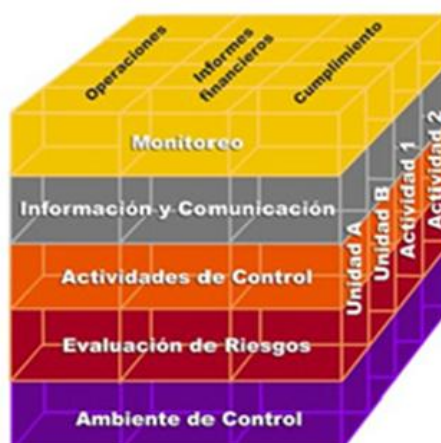 Operaciones
Informes
financieros
Cumplimiento
Monitoreo
Información y Comunicación
Actividades de Control
Evaluación de Riesgos
Ambiente de Control
Unidad A
Unidad B
Actividad 1
Actividad 2